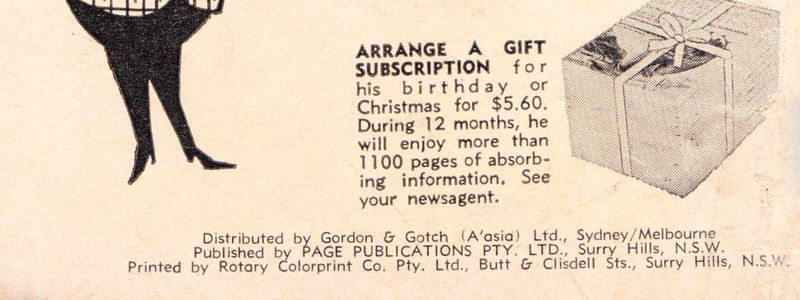 ARRANGE A GIFT
SUBSCRIPTION for
his birthday or
Christmas for $5.60.
During 12 months, he
will enjoy more than
1100 pages of absorb-
ing information. See
your newsagent.
Distributed by Gordon & Gotch (A'asia) Ltd., Sydney/Melbourne
Published by PAGE PUBLICATIONS PTY. LTD., Surry Hills, N.S.W.
Printed by Rotary Colorprint Co. Pty. Ltd., Butt & Clisdell Sts., Surry Hills, N.S.W.